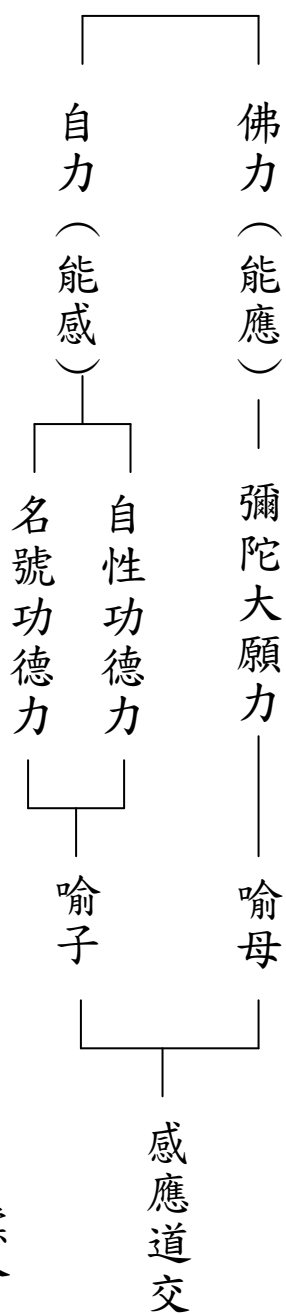 佛力（能應）
彌陀大願力
喻母
自力（能感）
自性功德力
名號功德力
喻子
感應道交